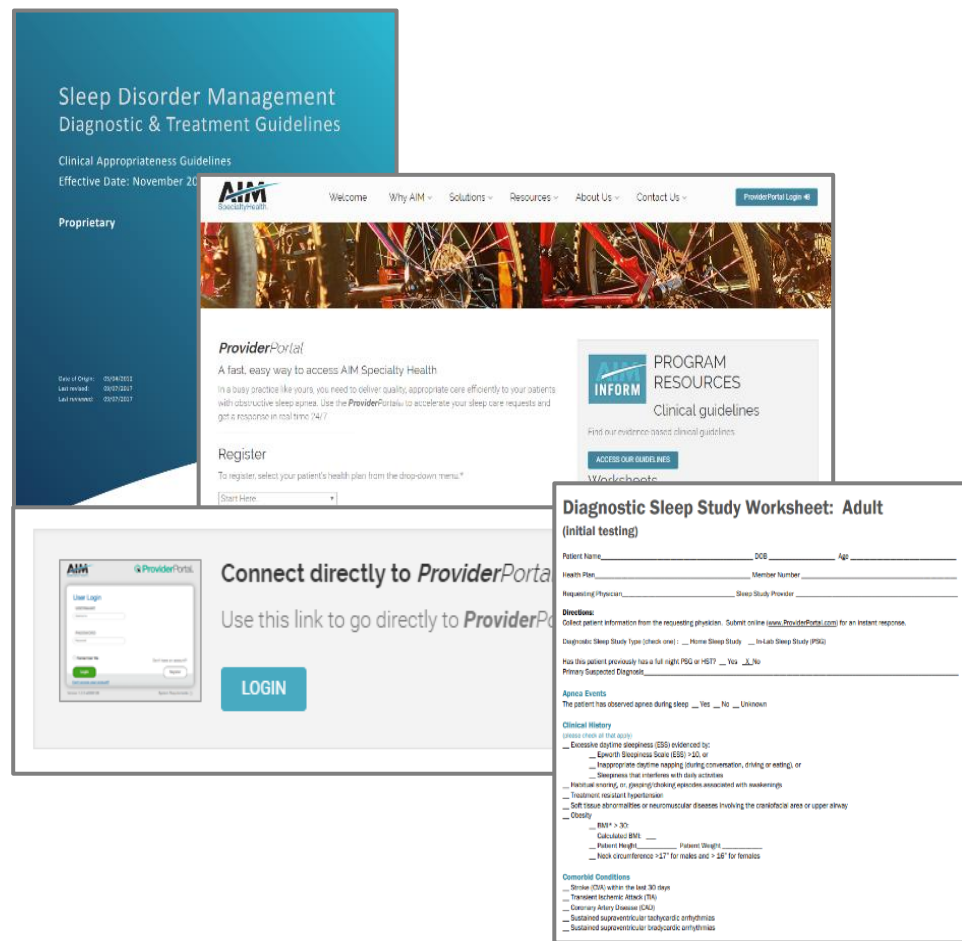 Sleep Disorder Management
Diagnostic & Treatment Guidelines
Clinical Appropriateness Guidelines
Effective Date: November 20
Proprietary
Date of Origin: 03/04/2011
Last revised: 09/07/2017
Last reviewed: 09/07/2017
AIM
SpecialtyHealth
Welcome Why AIM Solutions Resources About Us Contact Us ProviderPortal Login
ProviderPortal
A fast, easy way to access AIM Specialty Health
In a busy practice like yours, you need to deliver quality, appropriate care efficiently to your patients
with obstructive sleep apnea. Use the ProviderPortal to accelerate your sleep care requests and
get a response in real time 24/7.
Register
To register, select your patient's health plan from the drop-down menu.*
Start Here...
AIM
INFORM
PROGRAM
RESOURCES
Clinical guidelines
Find our evidence based clinical guidelines.
ACCESS OUR GUIDELINES
Worksheets
AIM
ProviderPortal.
User Login
Login
Register
Connect directly to ProviderPorta
Use this link to go directly to ProviderPo
LOGIN
Diagnostic Sleep Study Worksheet: Adult
(initial testing)
Patient Name DOB Age
Health Plan Member Number
Requesting Physician Sleep Study Provider
Directions:
Collect patient information from the requesting physician. Submit online (www.ProviderPortal.com) for an instant response.
Diagnostic Sleep Study Type (check one) : __ Home Sleep Study __ In-Lab Sleep Study (PSG)
Has this patient previously has a full night PSG or HST? __ Yes _X_No
Primary Suspected Diagnosis
Apnea Events
The patient has observed apnea during sleep __ Yes __ No __ Unknown
Clinical History
(please check all that apply)
__ Excessive daytime sleepiness (ESS) evidenced by:
__ Epworth Sleepiness Scale (ESS) >10, or
__ Inappropriate daytime napping (during conversation, driving or eating), or
__ Sleepiness that interferes with daily activities
__ Habitual snoring, or, gasping/choking episodes associated with awakenings
__ Treatment resistant hypertension
__ Soft tissue abnormalities or neuromuscular diseases involving the craniofacial area or upper airway
__ Obesity
__ BMI* > 30:
Calculated BMI: ___
__ Patient Height Patient Weight
__ Neck circumference >17" for males and > 16" for females
Comorbid Conditions
__ Stroke (CVA) within the last 30 days
__ Transient Ischemic Attack (TIA)
__ Coronary Artery Disease (CAD)
__ Sustained supraventricular tachycardic arrhythmias
__ Sustained supraventricular bradycardic arrhythmias